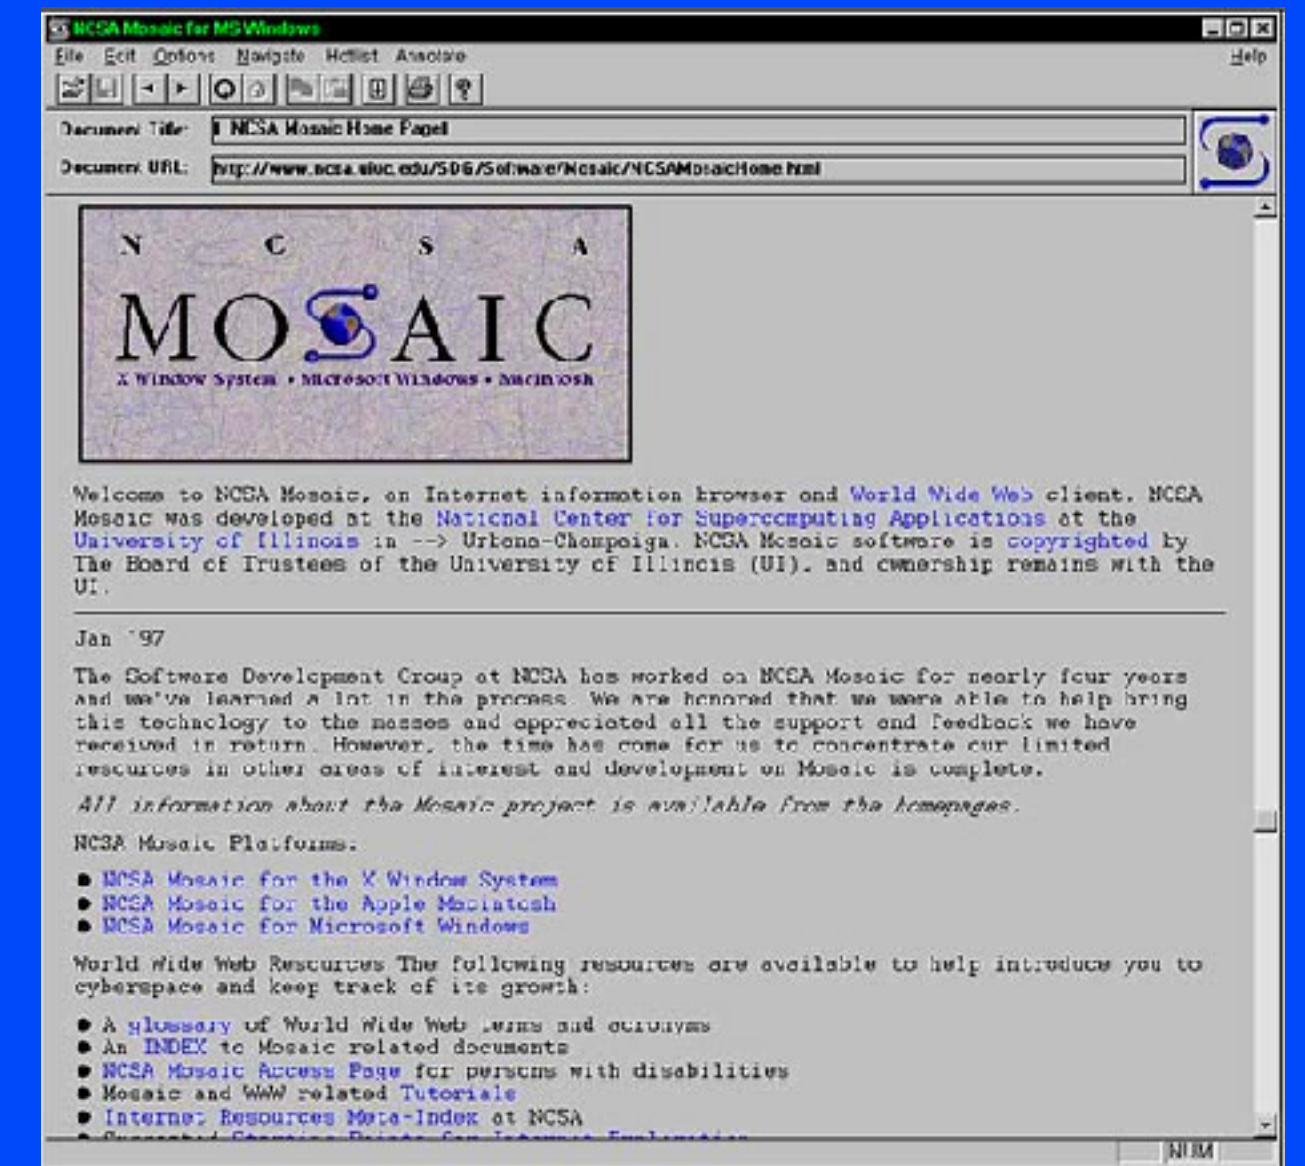 NCSA Mosaic for MS Windows
File Edit Options Navigate Hotlist Annotate Help
Document Title: NCSA Mosaic Home Page
Document URL: http://www.ncsa.uiuc.edu/SDG/Software/Mosaic/NCSAMosaicHome.html
N C S A
MOSAIC
X Window System • Microsoft Windows • Macintosh
Welcome to NCSA Mosaic, an Internet information browser and World Wide Web client. NCSA
Mosaic was developed at the National Center for Supercomputing Applications at the
University of Illinois in --> Urbana-Champaign. NCSA Mosaic software is copyrighted by
The Board of Trustees of the University of Illinois (UI), and ownership remains with the
UI.
Jan '97
The Software Development Group at NCSA has worked on NCSA Mosaic for nearly four years
and we've learned a lot in the process. We are honored that we were able to help bring
this technology to the masses and appreciated all the support and feedback we have
received in return. However, the time has come for us to concentrate our limited
resources in other areas of interest and development on Mosaic is complete.
All information about the Mosaic project is available from the homepages.
NCSA Mosaic Platforms:
NCSA Mosaic for the X Window System
NCSA Mosaic for the Apple Macintosh
NCSA Mosaic for Microsoft Windows
World Wide Web Resources The following resources are available to help introduce you to
cyberspace and keep track of its growth:
A glossary of World Wide Web terms and acronyms
An INDEX to Mosaic related documents
NCSA Mosaic Access Page for persons with disabilities
Mosaic and WWW related Tutorials
Internet Resources Meta-Index at NCSA
NUM